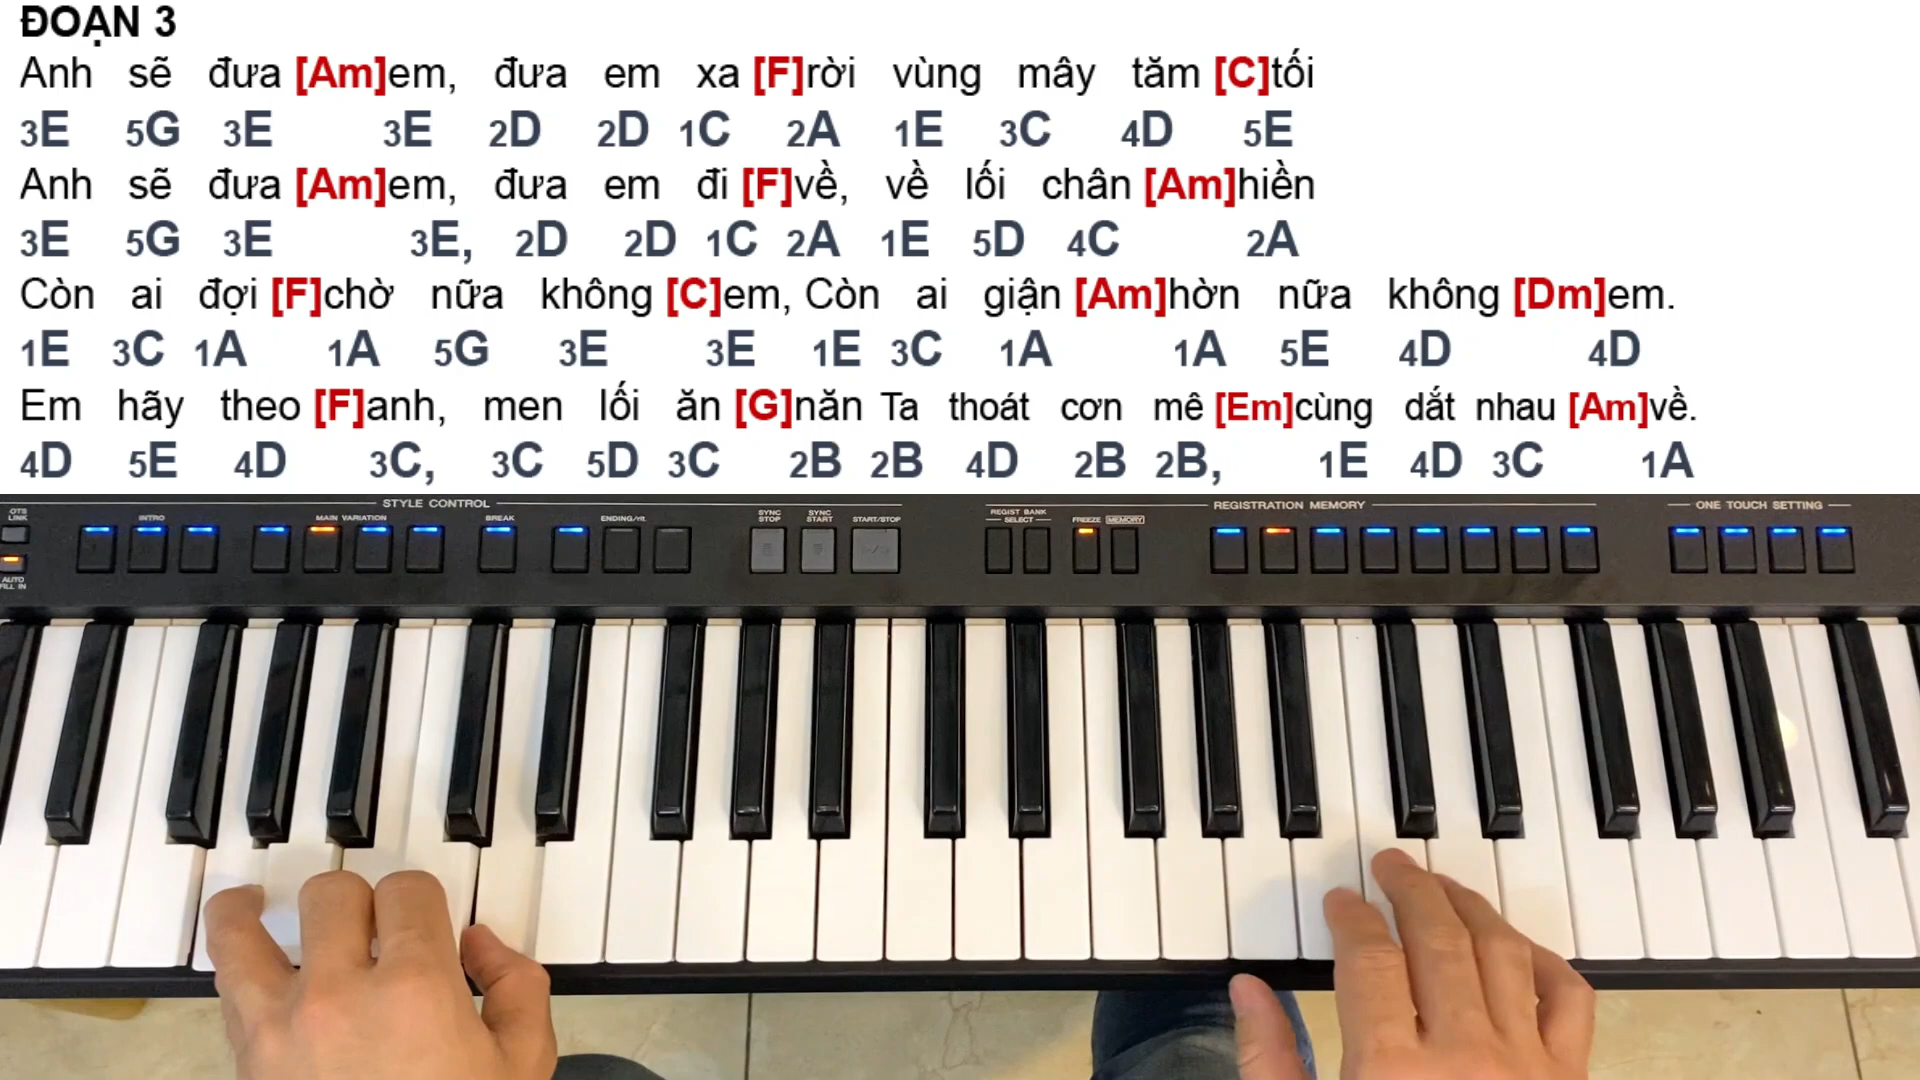 ĐOẠN 3
Anh sẽ đưa [Am]em, đưa em xa [F]rời vùng mây tăm [C]tối
3E 5G 3E 3E 2D 2D 1C 2A 1E 3C 4D 5E
Anh sẽ đưa [Am]em, đưa em đi [F]về, về lối chân [Am]hiền
3E 5G 3E 3E, 2D 2D 1C 2A 1E 5D 4C 2A
Còn ai đợi [F]chờ nữa không [C]em, Còn ai giận [Am]hờn nữa không [Dm]em.
1E 3C 1A 1A 5G 3E 3E 1E 3C 1A 1A 5E 4D 4D
Em hãy theo [F]anh, men lối ăn [G]năn Ta thoát cơn mê [Em]cùng dắt nhau [Am]về.
4D 5E 4D 3C, 3C 5D 3C 2B 2B 4D 2B 2B, 1E 4D 3C 1A
STYLE CONTROL REGISTRATION MEMORY ONE TOUCH SETTING
OTS LINK INTRO MAIN VARIATION BREAK ENDING/rit. SYNC STOP SYNC START START/STOP REGIST BANK SELECT FREEZE MEMORY
AUTO FILL IN